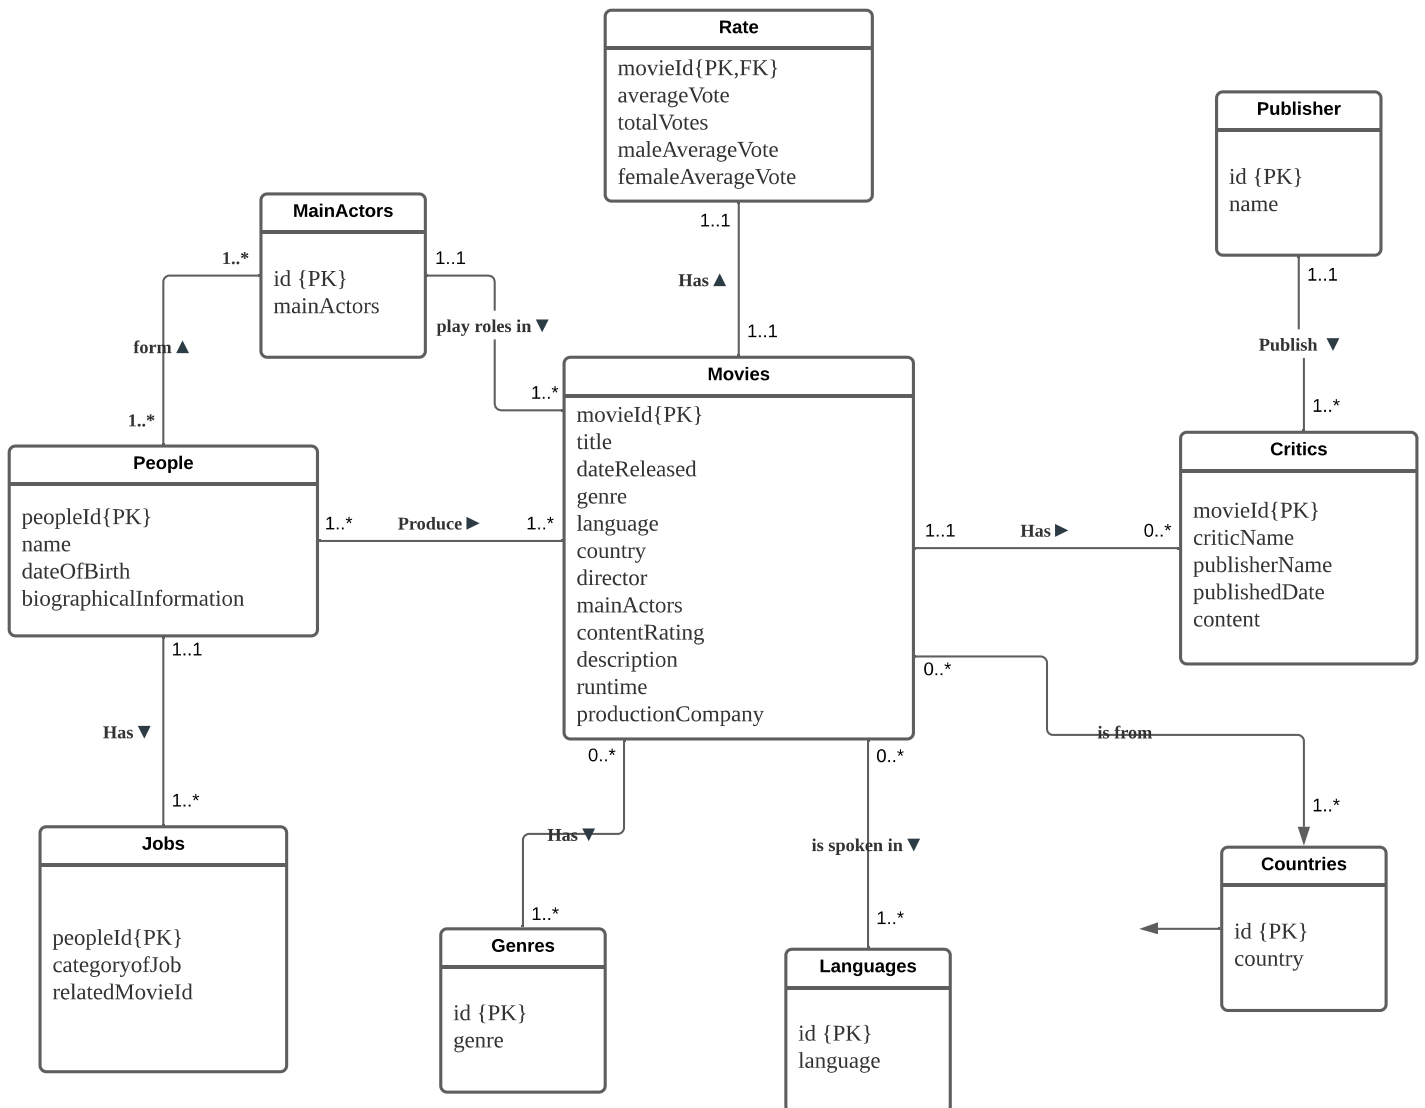 Rate
movieId{PK,FK}
averageVote
totalVotes
maleAverageVote
femaleAverageVote
Publisher
id {PK}
name
MainActors
id {PK}
mainActors
1..1
1..1
1..*
1..1
Has
form
play roles in
1..1
Publish
1..*
1..*
1..*
Movies
movieId{PK}
title
dateReleased
genre
language
country
director
mainActors
contentRating
description
runtime
productionCompany
People
peopleId{PK}
name
dateOfBirth
biographicalInformation
1..*
Produce
1..*
Critics
movieId{PK}
criticName
publisherName
publishedDate
content
1..1
Has
0..*
1..1
Has
1..*
0..*
is from
1..*
0..*
Has
1..*
0..*
is spoken in
1..*
Jobs
peopleId{PK}
categoryofJob
relatedMovieId
Genres
id {PK}
genre
Languages
id {PK}
language
Countries
id {PK}
country